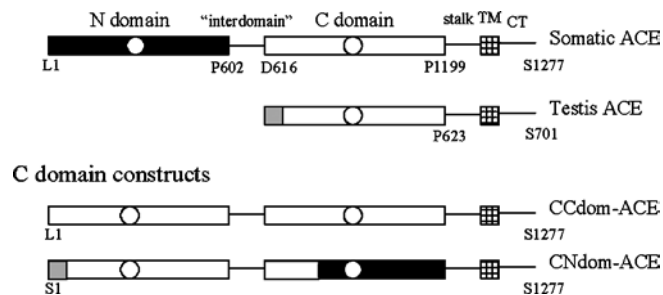 N domain "interdomain" C domain stalk TM CT
Somatic ACE
L1 P602 D616 P1199 S1277
Testis ACE
P623 S701
C domain constructs
CCdom-ACE
L1 S1277
CNdom-ACE
S1 S1277